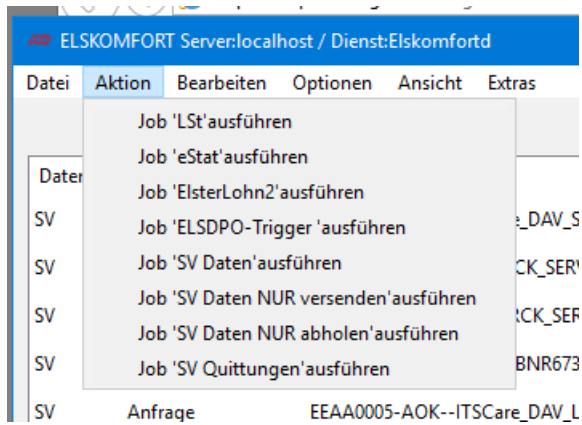 ELSKOMFORT Server:localhost / Dienst:Elskomfortd
Datei Aktion Bearbeiten Optionen Ansicht Extras
Job 'LSt'ausführen
Job 'eStat'ausführen
Job 'ElsterLohn2'ausführen
Job 'ELSDPO-Trigger 'ausführen
Job 'SV Daten'ausführen
Job 'SV Daten NUR versenden'ausführen
Job 'SV Daten NUR abholen'ausführen
Job 'SV Quittungen'ausführen
SV
SV
SV
SV
SV Anfrage EEAA0005-AOK--ITSCare_DAV_L